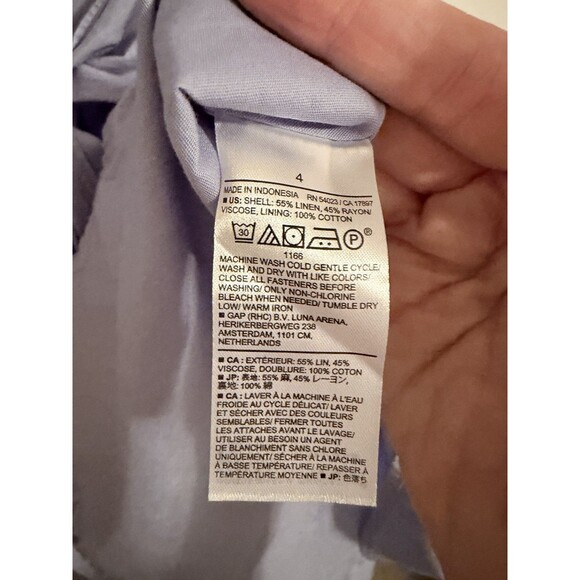 4
MADE IN INDONESIA RN 54023 / CA 17897
■ US: SHELL: 55% LINEN, 45% RAYON/
VISCOSE, LINING: 100% COTTON
30 P ®
1166
MACHINE WASH COLD GENTLE CYCLE/
WASH AND DRY WITH LIKE COLORS/
CLOSE ALL FASTENERS BEFORE
WASHING/ ONLY NON-CHLORINE
BLEACH WHEN NEEDED/ TUMBLE DRY
LOW/ WARM IRON
■ GAP (RHC) B.V. LUNA ARENA,
HERIKERBERGWEG 238
AMSTERDAM, 1101 CM,
NETHERLANDS
■ CA : EXTÉRIEUR: 55% LIN, 45%
VISCOSE, DOUBLURE: 100% COTON
■ JP: 表地: 55% 麻, 45% レーヨン,
裏地: 100% 綿
■ CA : LAVER À LA MACHINE À L'EAU
FROIDE AU CYCLE DÉLICAT/ LAVER
ET SÉCHER AVEC DES COULEURS
SEMBLABLES/ FERMER TOUTES
LES ATTACHES AVANT LE LAVAGE/
UTILISER AU BESOIN UN AGENT
DE BLANCHIMENT SANS CHLORE
UNIQUEMENT/ SÉCHER À LA MACHINE
À BASSE TEMPÉRATURE/ REPASSER À
TEMPÉRATURE MOYENNE ■ JP: 色落ち